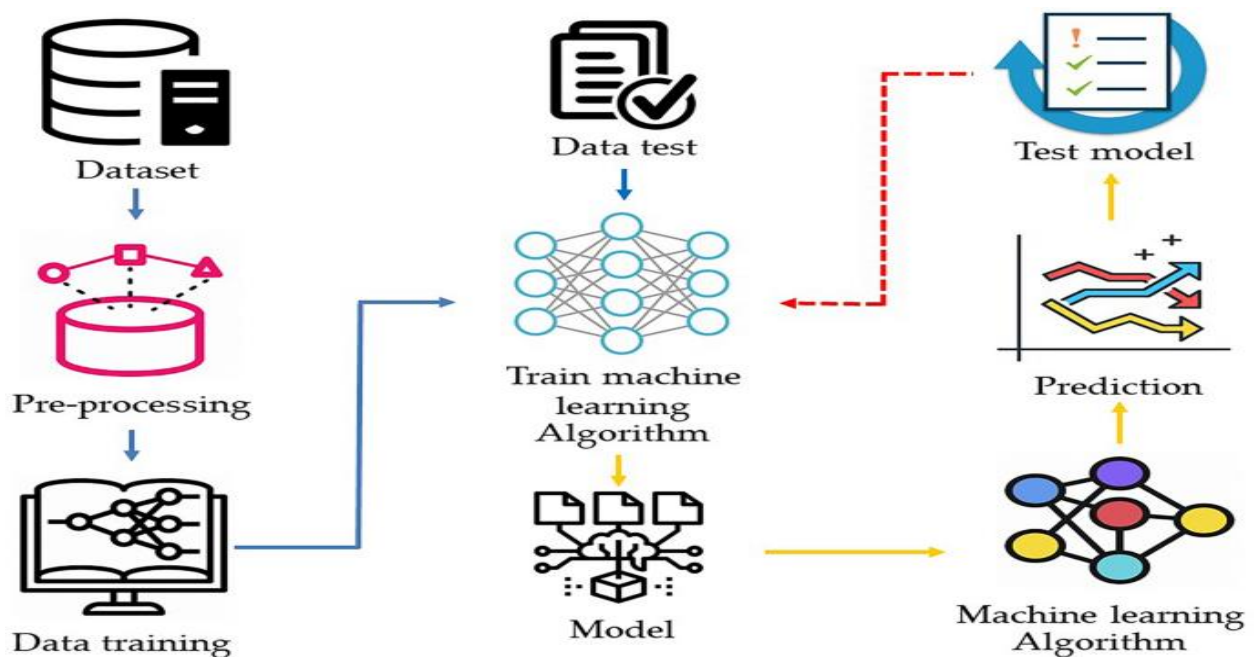 Dataset
Pre-processing
Data training
Data test
Train machine
learning
Algorithm
Model
Machine learning
Algorithm
Prediction
Test model